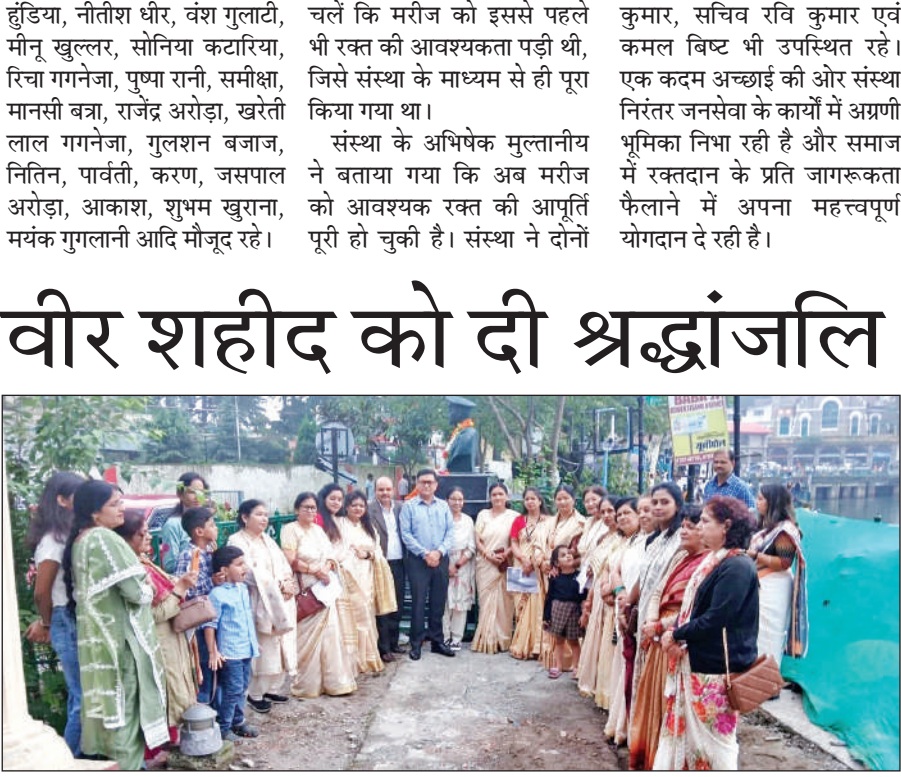 हुंडिया, नीतीश धीर, वंश गुलाटी,
मीनू खुल्लर, सोनिया कटारिया,
रिचा गगनेजा, पुष्पा रानी, समीक्षा,
मानसी बत्रा, राजेंद्र अरोड़ा, खरेती
लाल गगनेजा, गुलशन बजाज,
नितिन, पार्वती, करण, जसपाल
अरोड़ा, आकाश, शुभम खुराना,
मयंक गुगलानी आदि मौजूद रहे।
चलें कि मरीज को इससे पहले
भी रक्त की आवश्यकता पड़ी थी,
जिसे संस्था के माध्यम से ही पूरा
किया गया था।
संस्था के अभिषेक मुल्तानीय
ने बताया गया कि अब मरीज
को आवश्यक रक्त की आपूर्ति
पूरी हो चुकी है। संस्था ने दोनों
कुमार, सचिव रवि कुमार एवं
कमल बिष्ट भी उपस्थित रहे।
एक कदम अच्छाई की ओर संस्था
निरंतर जनसेवा के कार्यों में अग्रणी
भूमिका निभा रही है और समाज
में रक्तदान के प्रति जागरूकता
फैलाने में अपना महत्त्वपूर्ण
योगदान दे रही है।
वीर शहीद को दी श्रद्धांजलि